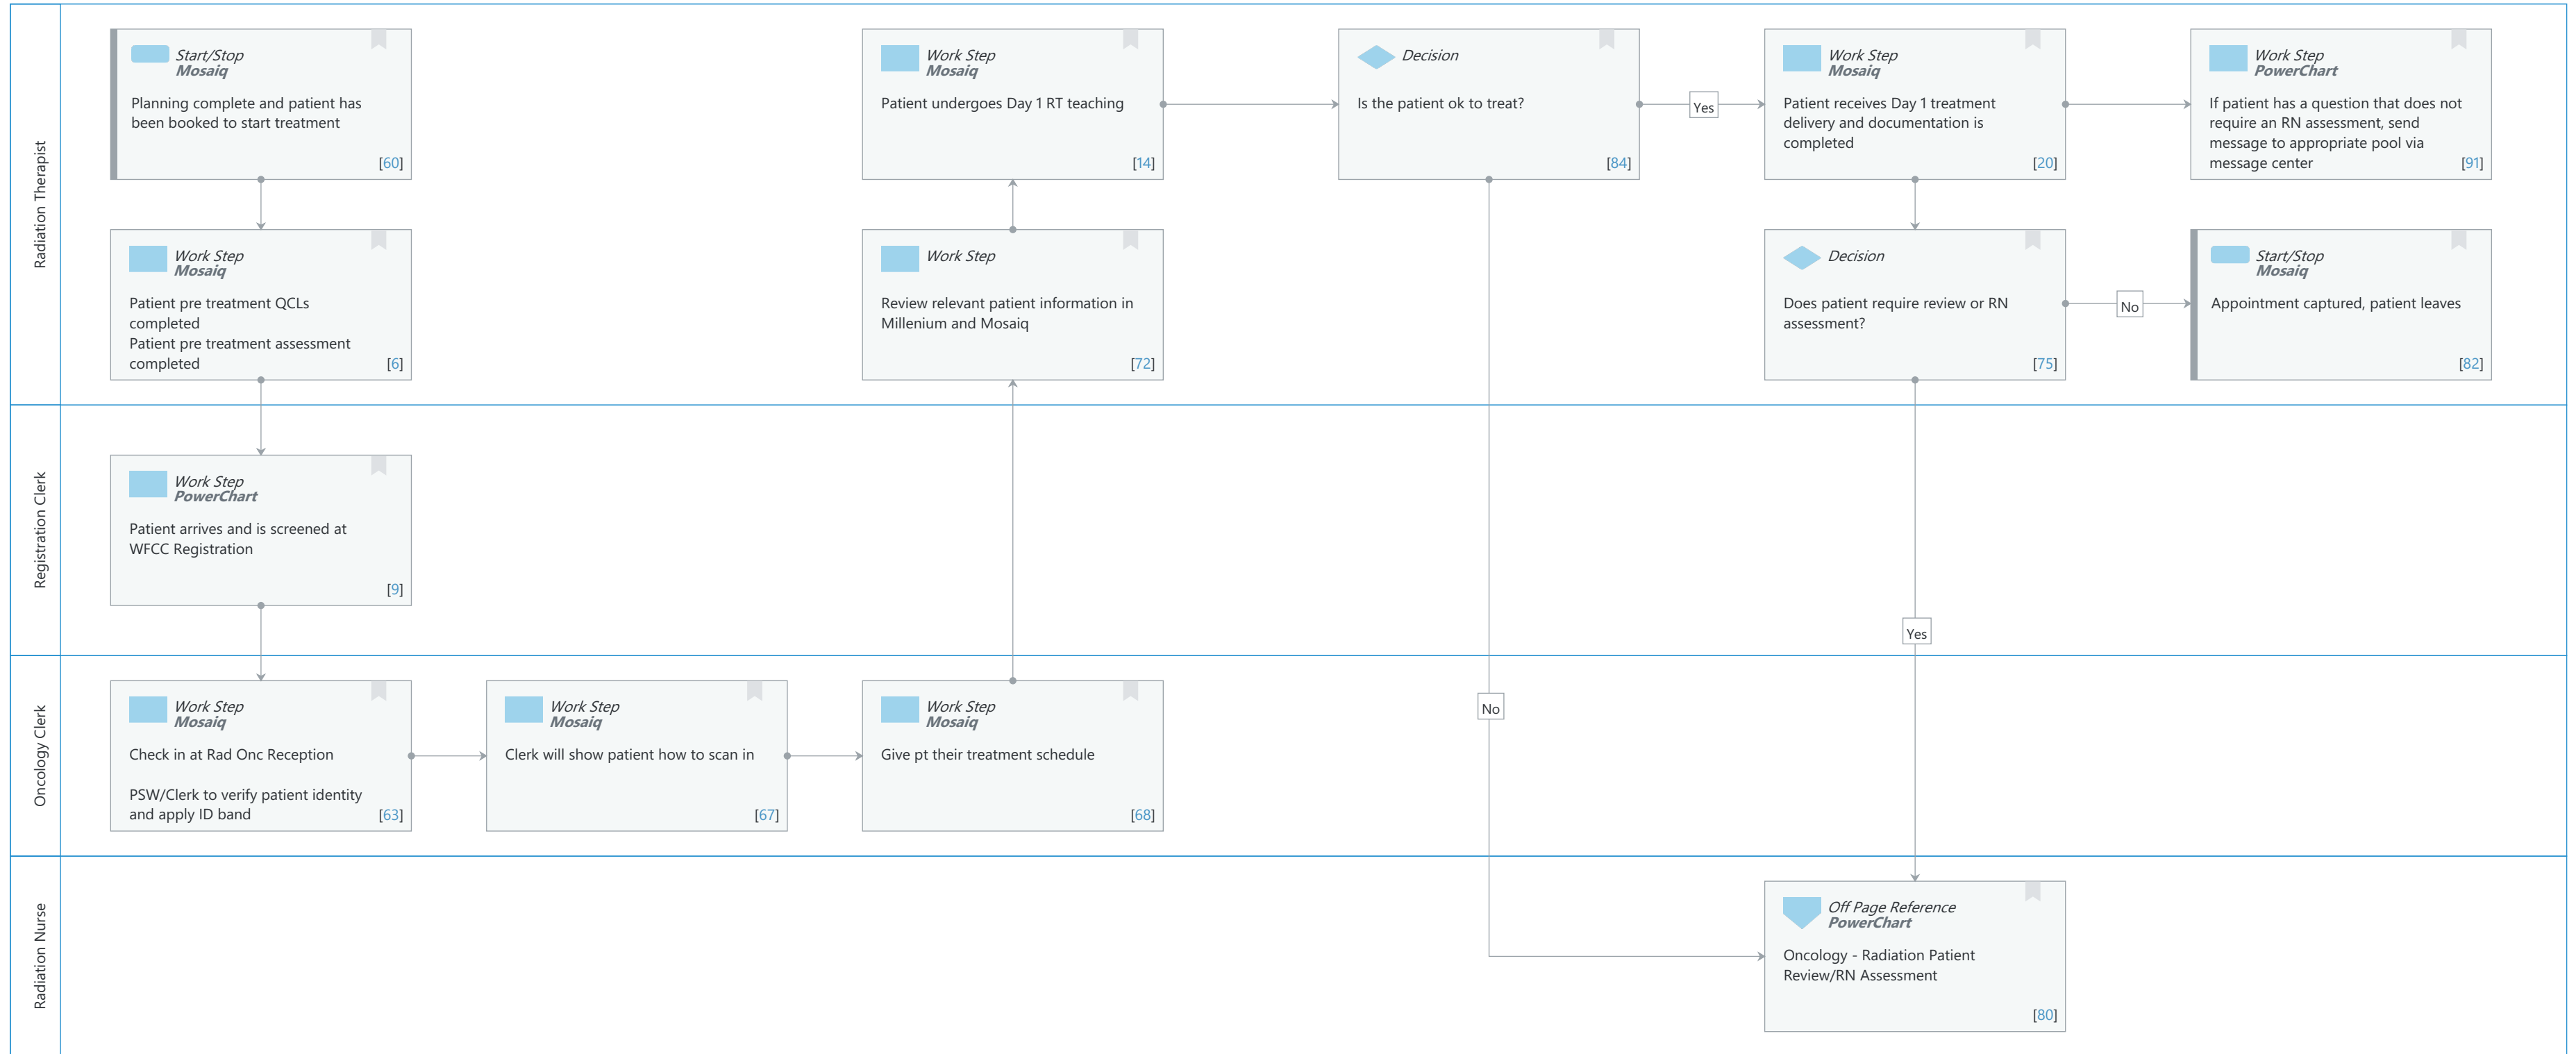 Radiation Therapist
Start/Stop
Mosaiq
Planning complete and patient has
been booked to start treatment
[60]
Work Step
Mosaiq
Patient undergoes Day 1 RT teaching
[14]
Decision
Is the patient ok to treat?
[84]
Yes
Work Step
Mosaiq
Patient receives Day 1 treatment
delivery and documentation is
completed
[20]
Work Step
PowerChart
If patient has a question that does not
require an RN assessment, send
message to appropriate pool via
message center
[91]
Work Step
Mosaiq
Patient pre treatment QCLs
completed
Patient pre treatment assessment
completed
[6]
Work Step
Review relevant patient information in
Millenium and Mosaiq
[72]
Decision
Does patient require review or RN
assessment?
[75]
No
Start/Stop
Mosaiq
Appointment captured, patient leaves
[82]
Registration Clerk
Work Step
PowerChart
Patient arrives and is screened at
WFCC Registration
[9]
Yes
Oncology Clerk
Work Step
Mosaiq
Check in at Rad Onc Reception
PSW/Clerk to verify patient identity
and apply ID band
[63]
Work Step
Mosaiq
Clerk will show patient how to scan in
[67]
Work Step
Mosaiq
Give pt their treatment schedule
[68]
No
Radiation Nurse
Off Page Reference
PowerChart
Oncology - Radiation Patient
Review/RN Assessment
[80]